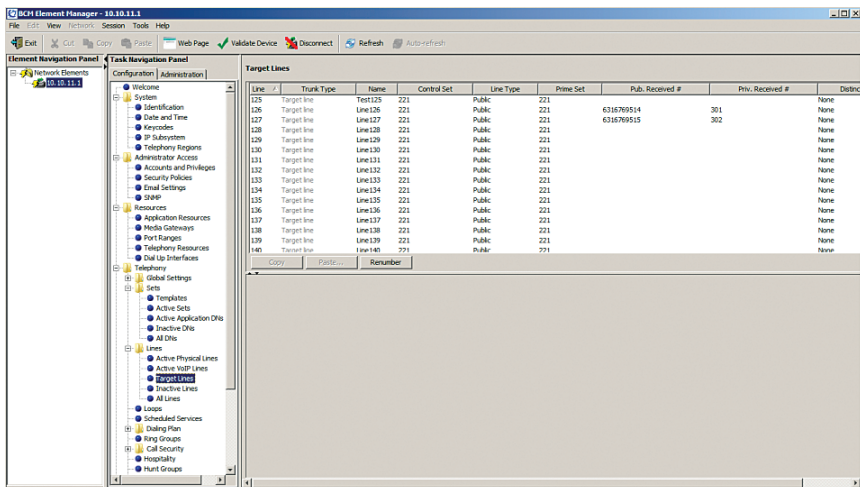 BCM Element Manager - 10.10.11.1
File Edit View Network Session Tools Help
Exit Cut Copy Paste Web Page Validate Device Disconnect Refresh Auto-refresh
Element Navigation Panel
Network Elements
10.10.11.1
Task Navigation Panel
Configuration Administration
Welcome
System
Identification
Date and Time
Keycodes
IP Subsystem
Telephony Regions
Administrator Access
Accounts and Privileges
Security Policies
Email Settings
SNMP
Resources
Application Resources
Media Gateways
Port Ranges
Telephony Resources
Dial Up Interfaces
Telephony
Global Settings
Sets
Templates
Active Sets
Active Application DNs
Inactive DNs
All DNs
Lines
Active Physical Lines
Active VoIP Lines
Target Lines
Inactive Lines
All Lines
Loops
Scheduled Services
Dialing Plan
Ring Groups
Call Security
Hospitality
Hunt Groups
Target Lines
Line Trunk Type Name Control Set Line Type Prime Set Pub. Received # Priv. Received # Distinc
125 Target line Test125 221 Public 221 None
126 Target line Line126 221 Public 221 6316769514 301 None
127 Target line Line127 221 Public 221 6316769515 302 None
128 Target line Line128 221 Public 221 None
129 Target line Line129 221 Public 221 None
130 Target line Line130 221 Public 221 None
131 Target line Line131 221 Public 221 None
132 Target line Line132 221 Public 221 None
133 Target line Line133 221 Public 221 None
134 Target line Line134 221 Public 221 None
135 Target line Line135 221 Public 221 None
136 Target line Line136 221 Public 221 None
137 Target line Line137 221 Public 221 None
138 Target line Line138 221 Public 221 None
139 Target line Line139 221 Public 221 None
140 Target line Line140 221 Public 221 None
Copy Paste... Renumber